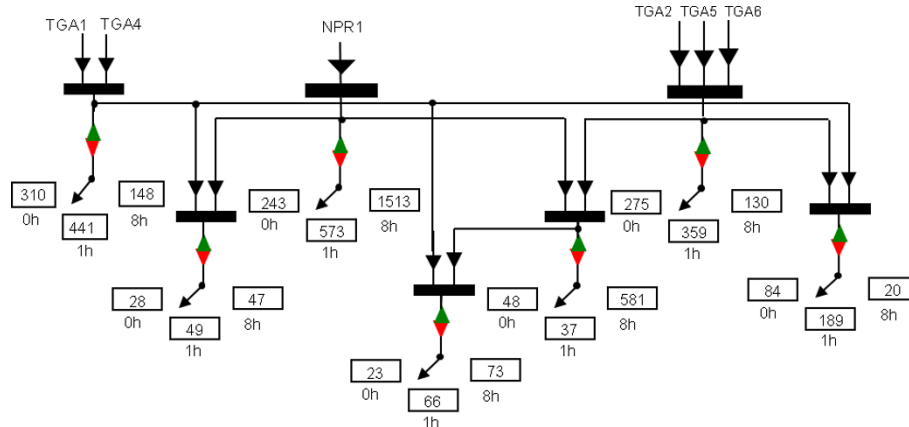 TGA1 TGA4
NPR1
TGA2 TGA5 TGA6
310 148
0h 441 8h
1h
243 1513
0h 573 8h
1h
275 130
0h 359 8h
1h
28 47
0h 49 8h
1h
48 581
0h 37 8h
1h
84 20
0h 189 8h
1h
23 73
0h 66 8h
1h